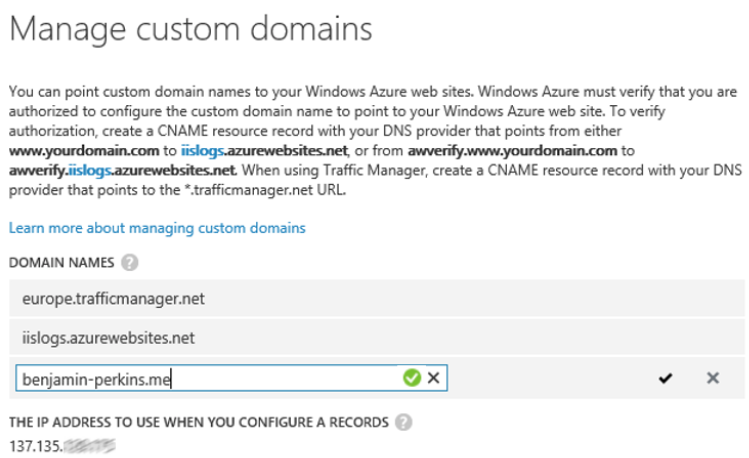 Manage custom domains
You can point custom domain names to your Windows Azure web sites. Windows Azure must verify that you are
authorized to configure the custom domain name to point to your Windows Azure web site. To verify
authorization, create a CNAME resource record with your DNS provider that points from either
www.yourdomain.com to iislogs.azurewebsites.net, or from awverify.www.yourdomain.com to
awverify.iislogs.azurewebsites.net. When using Traffic Manager, create a CNAME resource record with your DNS
provider that points to the *.trafficmanager.net URL.
Learn more about managing custom domains
DOMAIN NAMES ?
europe.trafficmanager.net
iislogs.azurewebsites.net
benjamin-perkins.me
THE IP ADDRESS TO USE WHEN YOU CONFIGURE A RECORDS ?
137.135.